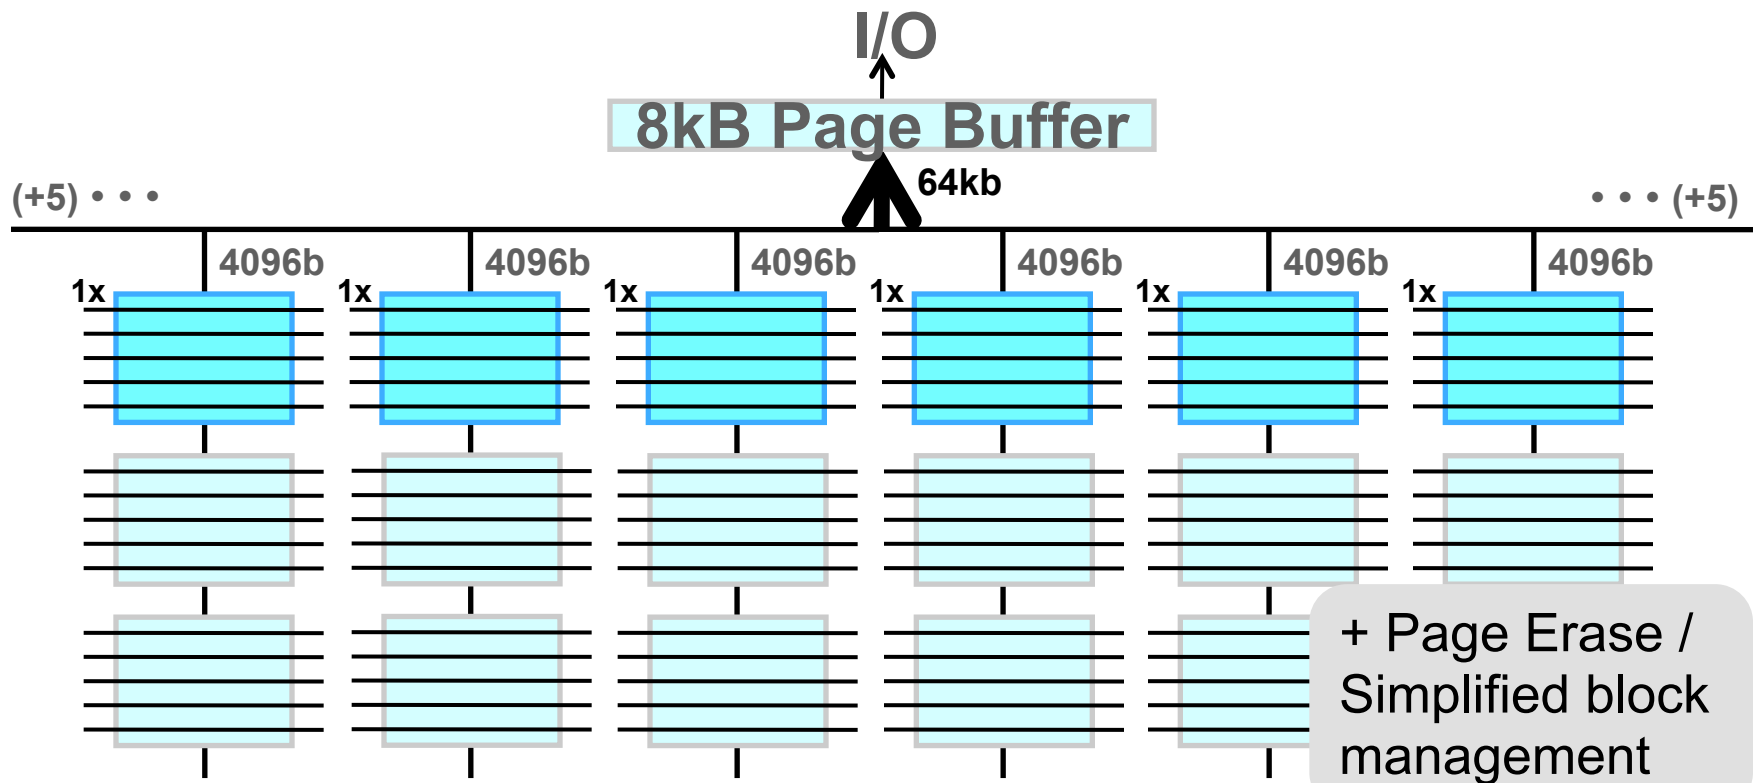 I/O
8kB Page Buffer
64kb
(+5) • • •
• • • (+5)
4096b 4096b 4096b 4096b 4096b 4096b
1x 1x 1x 1x 1x 1x
+ Page Erase /
Simplified block
management